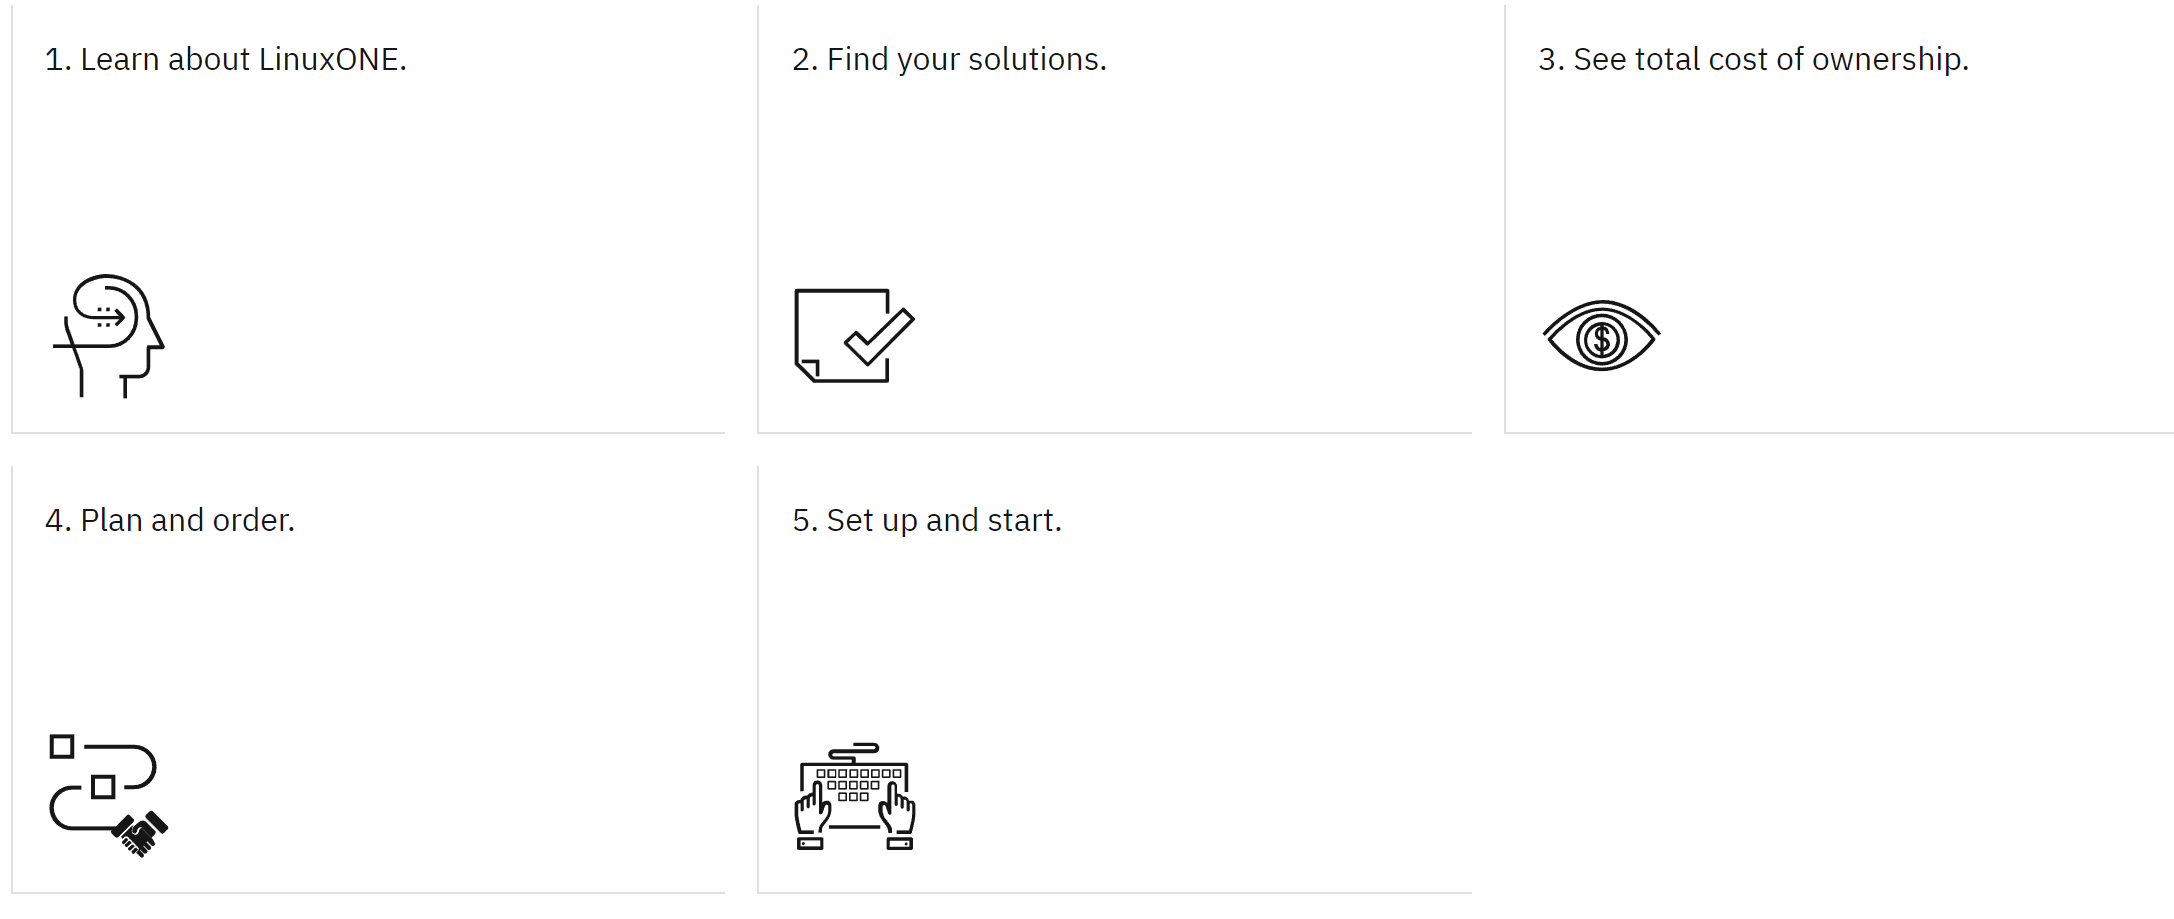 1. Learn about LinuxONE.
2. Find your solutions.
3. See total cost of ownership.
4. Plan and order.
5. Set up and start.